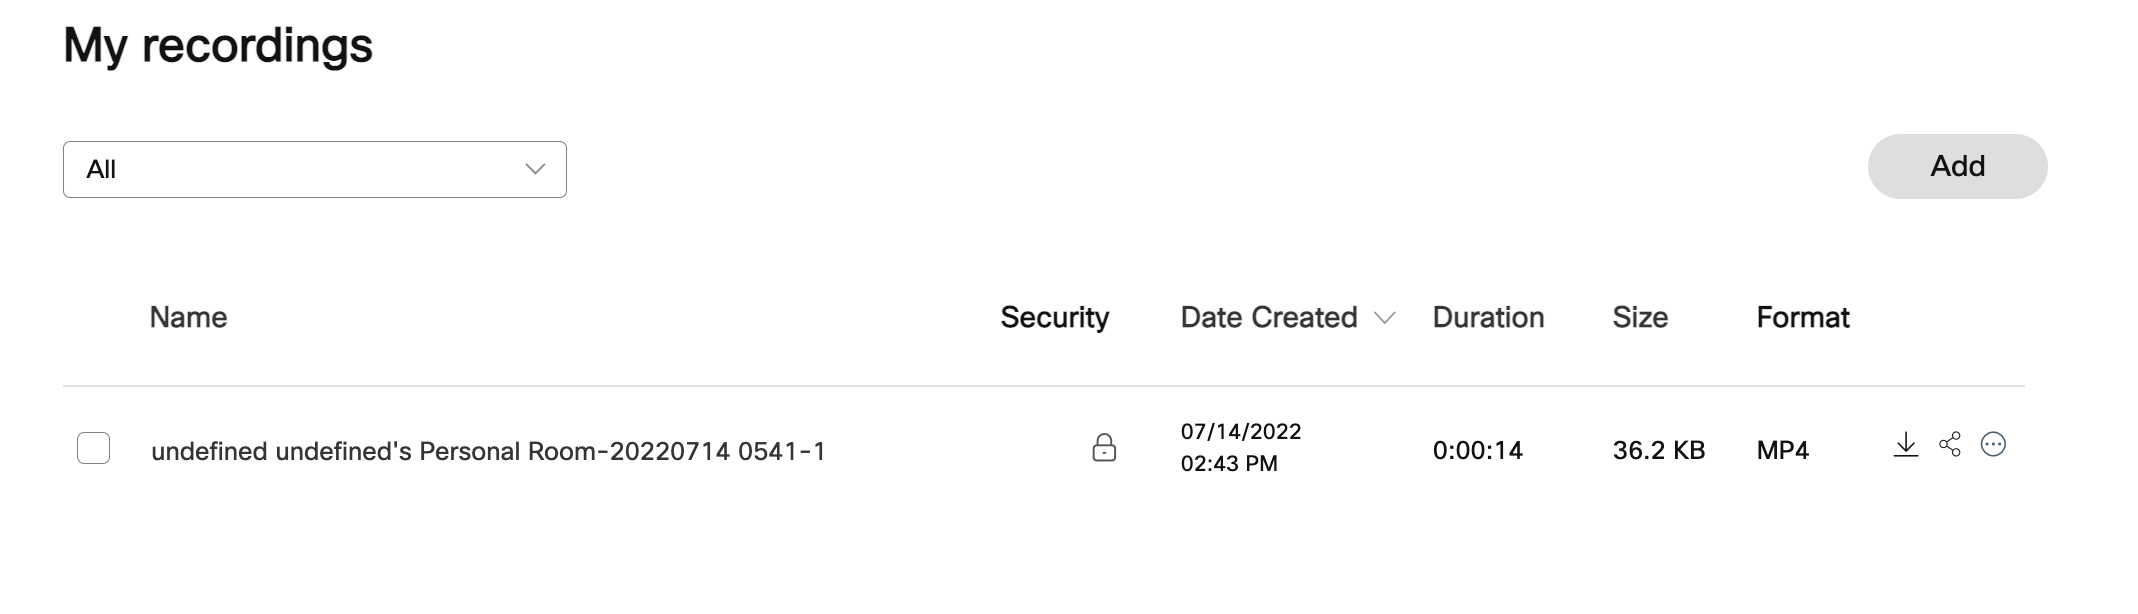 My recordings
All
Add
Name Security Date Created Duration Size Format
undefined undefined's Personal Room-20220714 0541-1 07/14/2022 02:43 PM 0:00:14 36.2 KB MP4